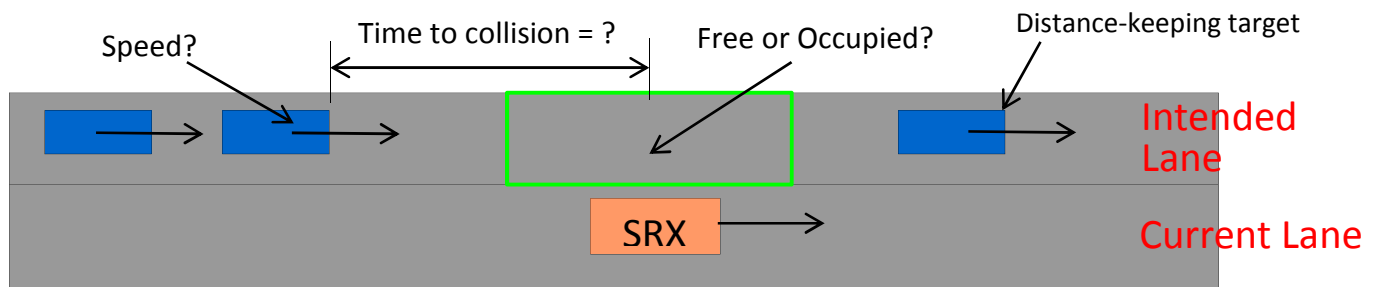 Speed?
Time to collision = ?
Free or Occupied?
Distance-keeping target
Intended
Lane
SRX
Current Lane